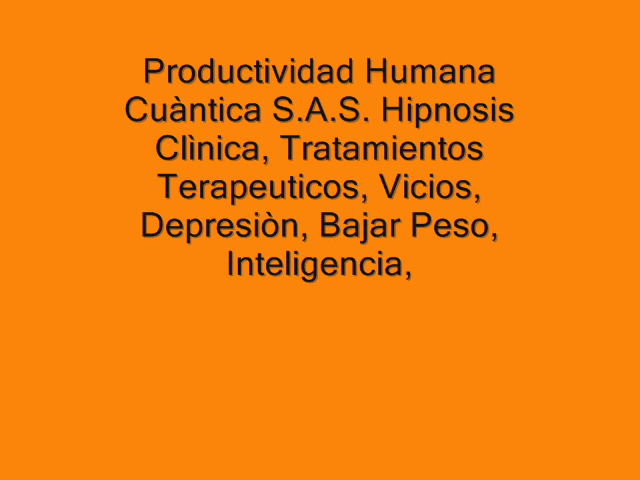 Productividad Humana
Cuàntica S.A.S. Hipnosis
Clìnica, Tratamientos
Terapeuticos, Vicios,
Depresiòn, Bajar Peso,
Inteligencia,